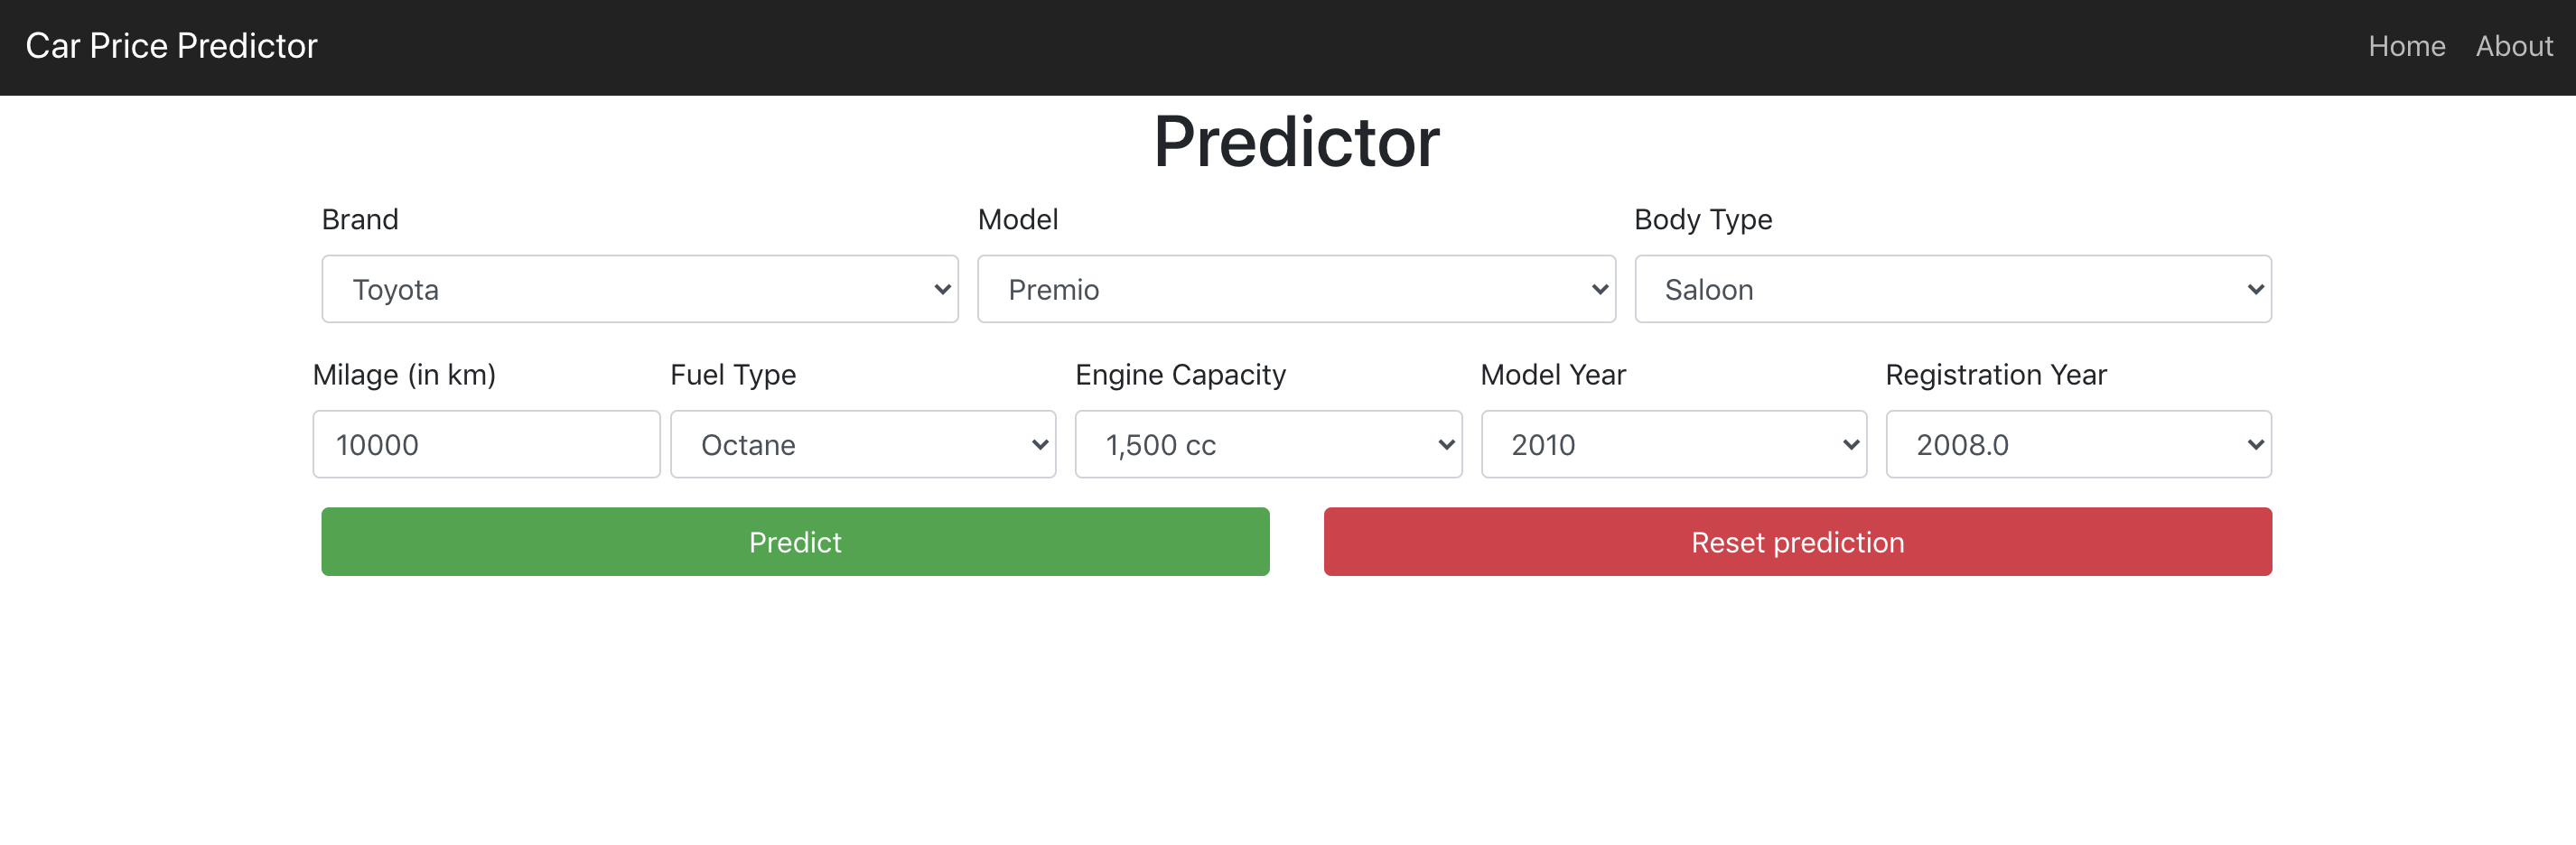 Car Price Predictor Home About
Predictor
Brand Model Body Type
Toyota Premio Saloon
Milage (in km) Fuel Type Engine Capacity Model Year Registration Year
10000 Octane 1,500 cc 2010 2008.0
Predict Reset prediction